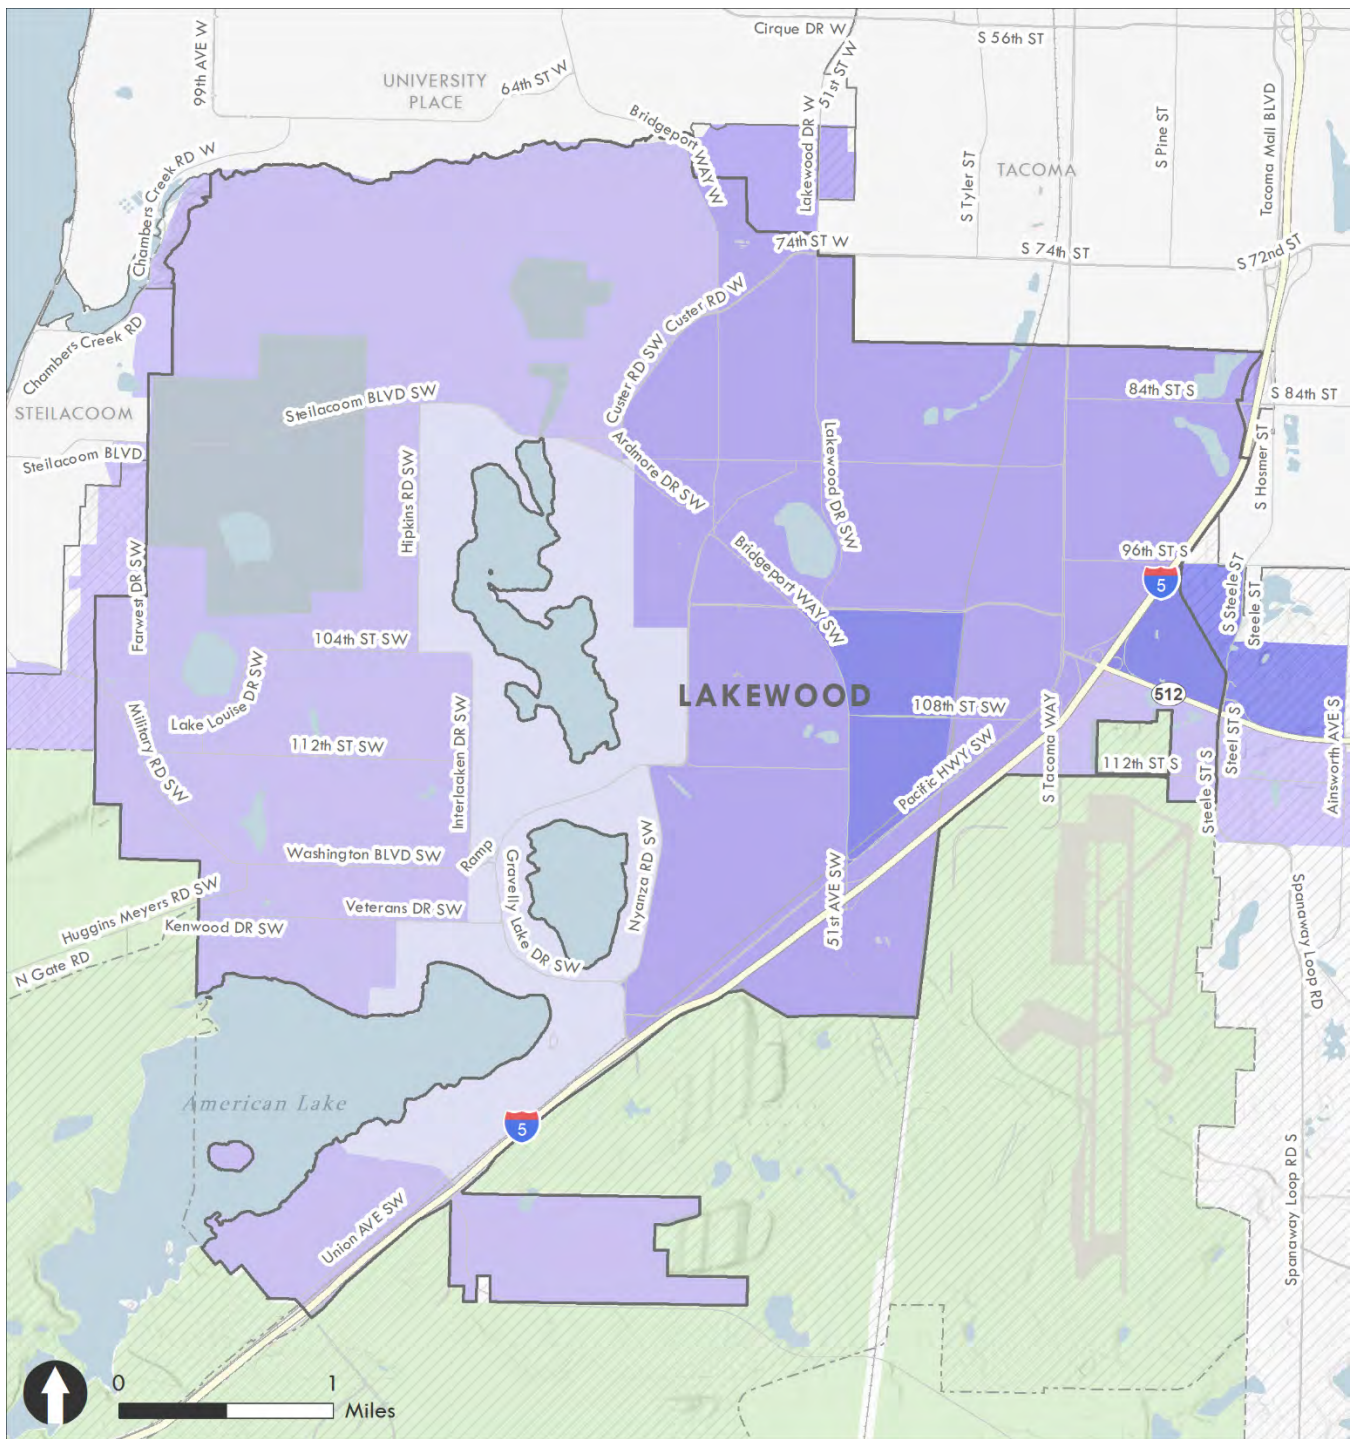 Cirque DR W
S 56th ST
99th AVE W
UNIVERSITY
PLACE
64th ST W
51st ST W
Tacoma Mall BLVD
Bridgeport WAY W
Lakewood DR W
S Pine ST
S Tyler ST
TACOMA
Chambers Creek RD W
74th ST W
S 74th ST
S 72nd ST
Custer RD W
Chambers Creek RD
Custer RD SW
STEILACOOM
Steilacoom BLVD SW
84th ST S
S 84th ST
Steilacoom BLVD
Ardmore DR SW
Lakewood DR SW
S Hosmer ST
Hipkins RD SW
Farwest DR SW
Bridgeport WAY SW
96th ST S
5
S Steele ST
Steele ST
104th ST SW
Lake Louise DR SW
LAKEWOOD
512
108th ST SW
Military RD SW
112th ST SW
Interlaaken DR SW
Pacific HWY SW
S Tacoma WAY
112th ST S
Steele ST S
Steel ST S
Ainsworth AVE S
Washington BLVD SW
Ramp
Gravelly Lake DR SW
Nyanza RD SW
51st AVE SW
Veterans DR SW
Huggins Meyers RD SW
Kenwood DR SW
N Gate RD
Spanaway Loop RD
American Lake
5
Union AVE SW
Spanaway Loop RD S
0 1
Miles